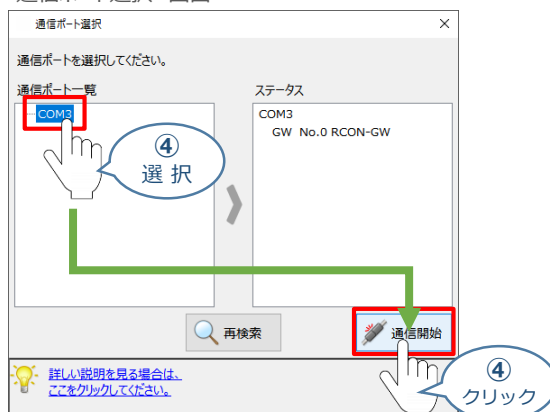 通信ポート選択
×
通信ポートを選択してください。
通信ポート一覧
ステータス
COM3
COM3
GW No.0 RCON-GW
④
選 択
再検索
通信開始
詳しい説明を見る場合は、
ここをクリックしてください。
④
クリック